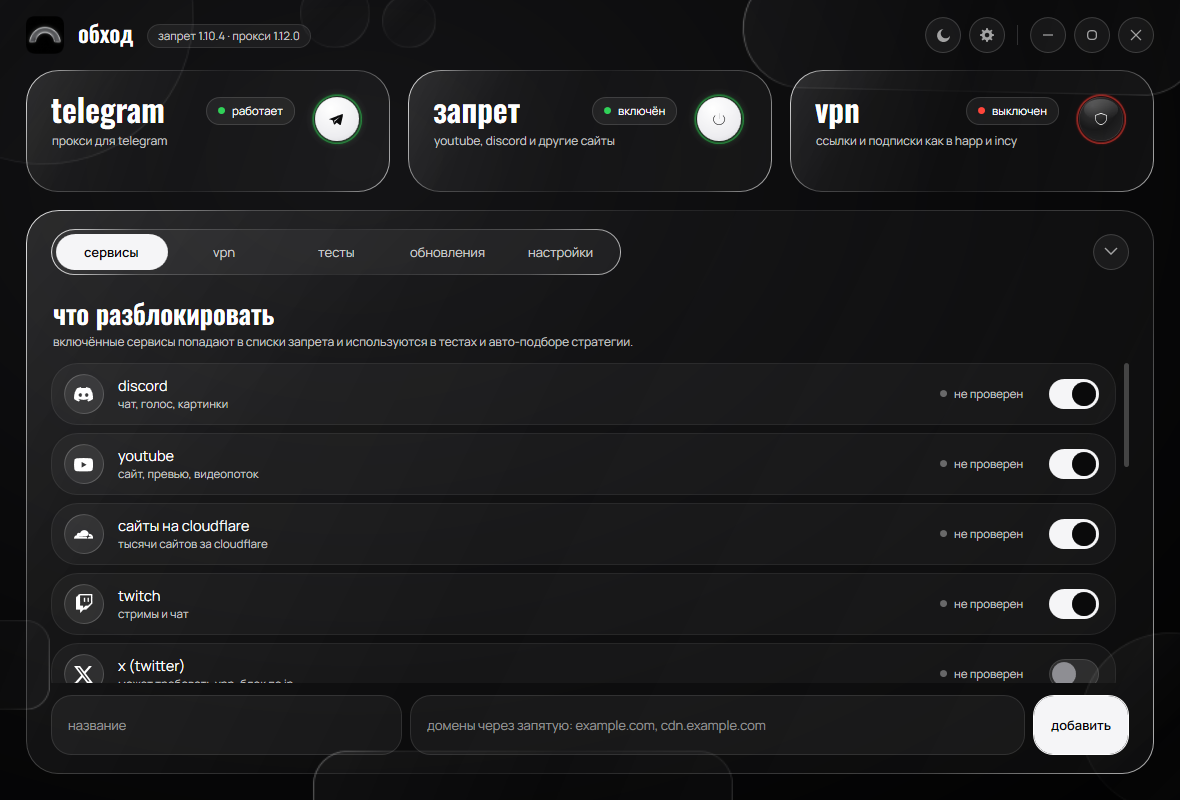 обход
запрет 1.10.4 · прокси 1.12.0
telegram
работает
прокси для telegram
запрет
включён
youtube, discord и другие сайты
vpn
выключен
ссылки и подписки как в happ и incy
сервисы
vpn
тесты
обновления
настройки
что разблокировать
включённые сервисы попадают в списки запрета и используются в тестах и авто-подборе стратегии.
discord
чат, голос, картинки
не проверен
youtube
сайт, превью, видеопоток
не проверен
сайты на cloudflare
тысячи сайтов за cloudflare
не проверен
twitch
стримы и чат
не проверен
x (twitter)
не проверен
название
домены через запятую: example.com, cdn.example.com
добавить